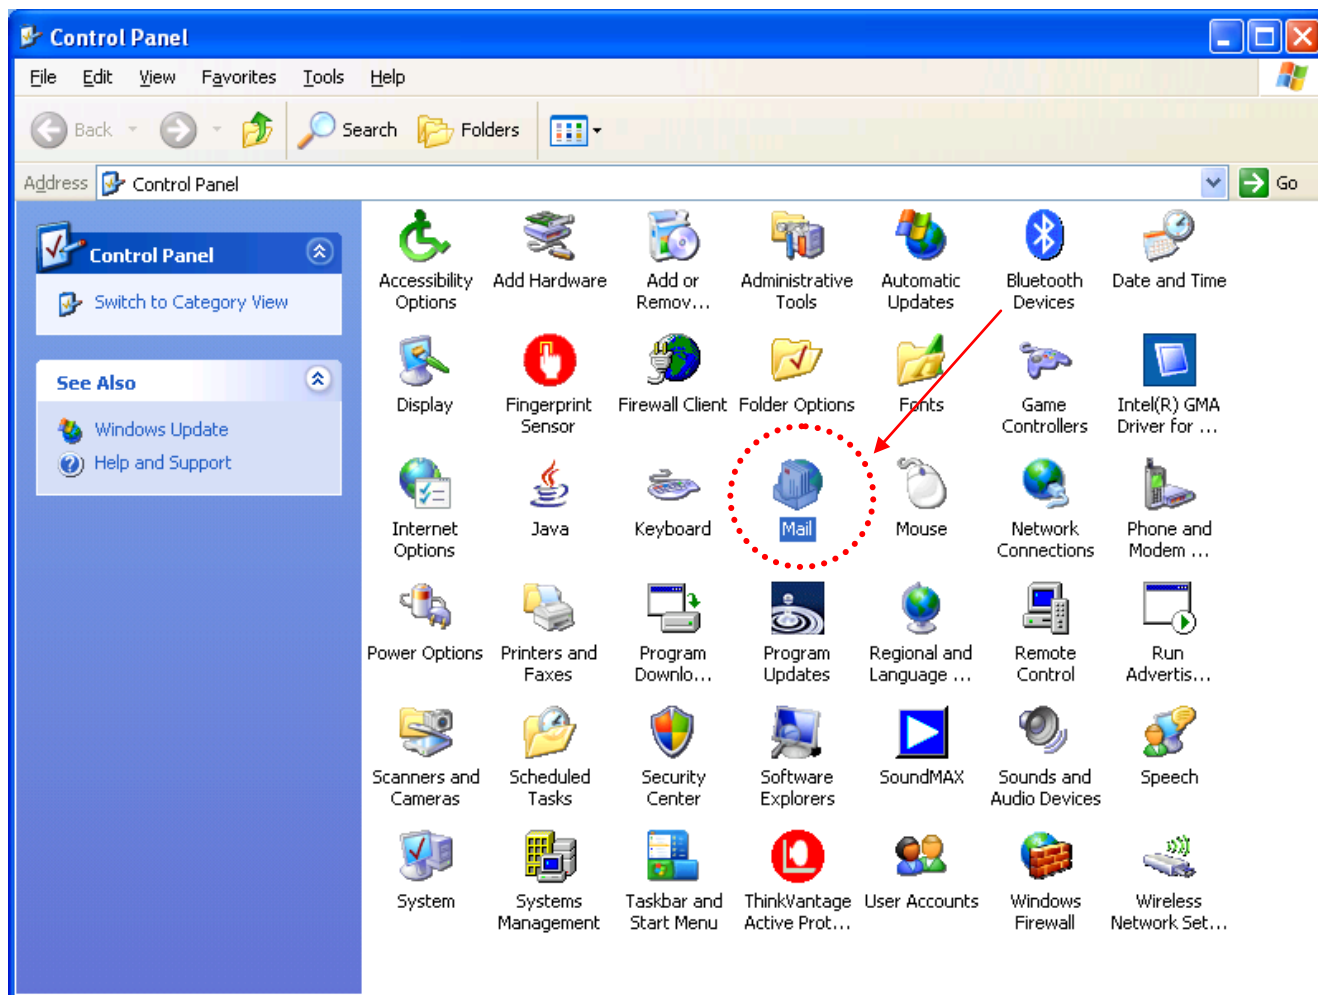 Control Panel
File Edit View Favorites Tools Help
Back Search Folders
Address Control Panel Go
Control Panel
Switch to Category View
See Also
Windows Update
Help and Support
Accessibility Options
Add Hardware
Add or Remov...
Administrative Tools
Automatic Updates
Bluetooth Devices
Date and Time
Display
Fingerprint Sensor
Firewall Client
Folder Options
Fonts
Game Controllers
Intel(R) GMA Driver for ...
Internet Options
Java
Keyboard
Mail
Mouse
Network Connections
Phone and Modem ...
Power Options
Printers and Faxes
Program Downlo...
Program Updates
Regional and Language ...
Remote Control
Run Advertis...
Scanners and Cameras
Scheduled Tasks
Security Center
Software Explorers
SoundMAX
Sounds and Audio Devices
Speech
System
Systems Management
Taskbar and Start Menu
ThinkVantage Active Prot...
User Accounts
Windows Firewall
Wireless Network Set...